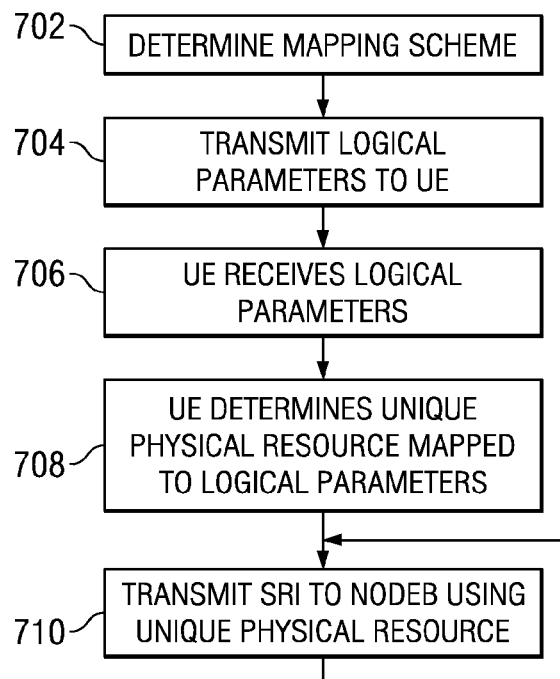 702
DETERMINE MAPPING SCHEME
704
TRANSMIT LOGICAL
PARAMETERS TO UE
706
UE RECEIVES LOGICAL
PARAMETERS
708
UE DETERMINES UNIQUE
PHYSICAL RESOURCE MAPPED
TO LOGICAL PARAMETERS
710
TRANSMIT SRI TO NODEB USING
UNIQUE PHYSICAL RESOURCE